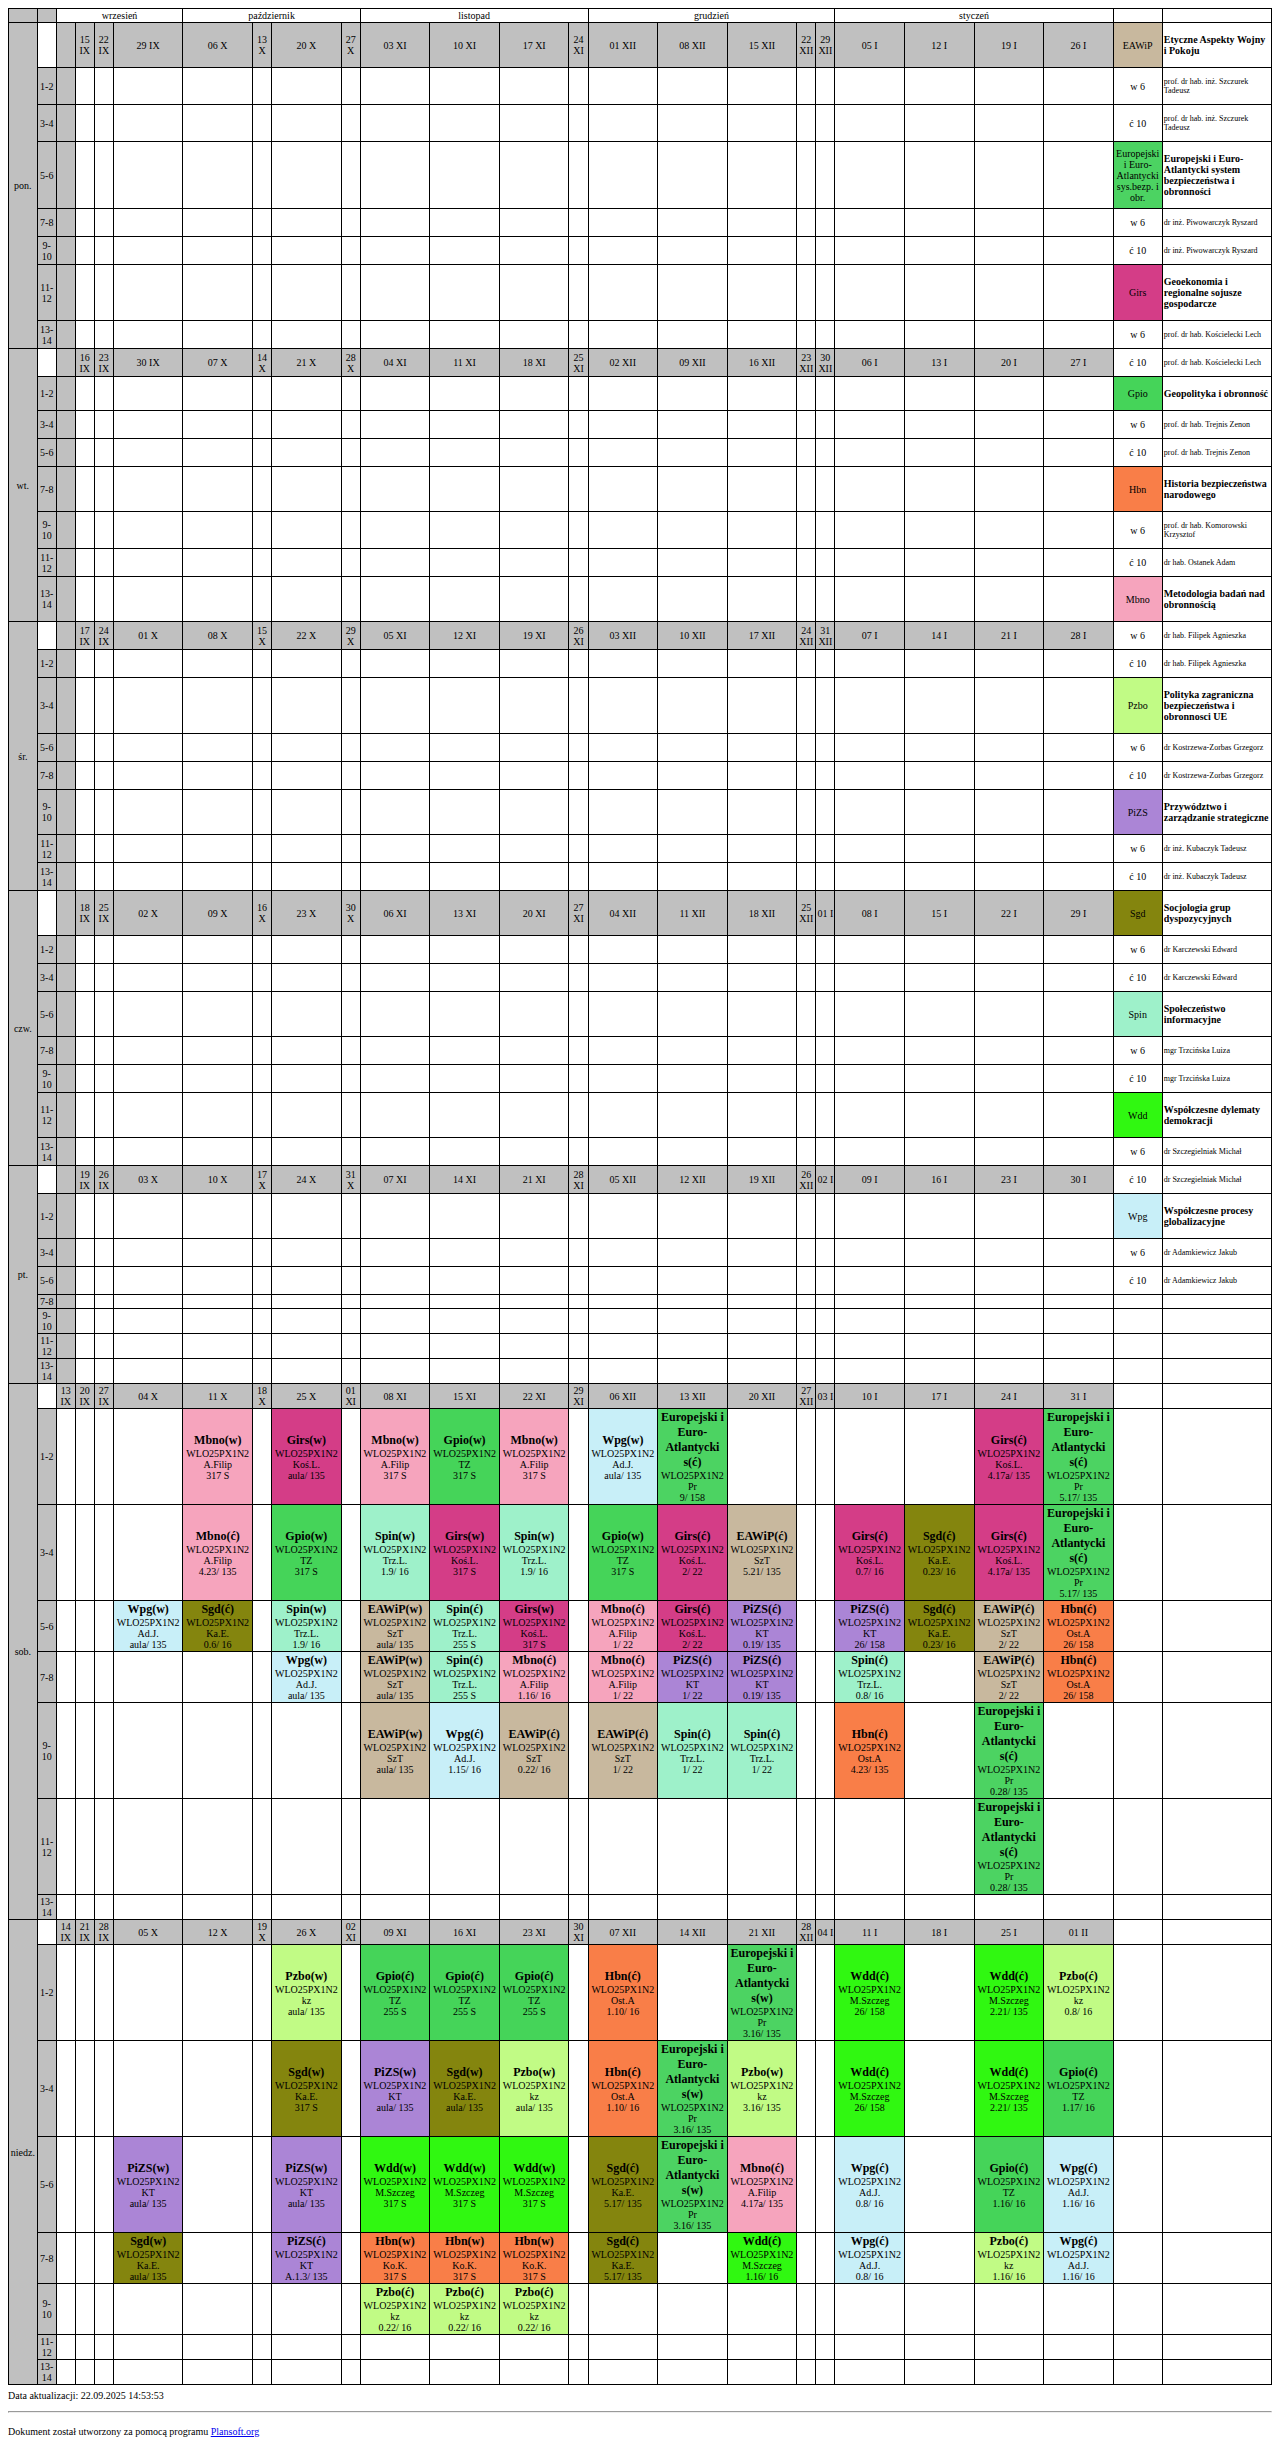 wrzesień październik listopad grudzień styczeń
pon. 15 IX 22 IX 29 IX 06 X 13 X 20 X 27 X 03 XI 10 XI 17 XI 24 XI 01 XII 08 XII 15 XII 22 XII 29 XII 05 I 12 I 19 I 26 I EAWiP Etyczne Aspekty Wojny i Pokoju
1-2 w 6 prof. dr hab. inż. Szczurek Tadeusz
3-4 ć 10 prof. dr hab. inż. Szczurek Tadeusz
5-6 Europejski i Euro-Atlantycki sys.bezp. i obr. Europejski i Euro-Atlantycki system bezpieczeństwa i obronności
7-8 w 6 dr inż. Piwowarczyk Ryszard
9-10 ć 10 dr inż. Piwowarczyk Ryszard
11-12 Girs Geoekonomia i regionalne sojusze gospodarcze
13-14 w 6 prof. dr hab. Kościelecki Lech
wt. 16 IX 23 IX 30 IX 07 X 14 X 21 X 28 X 04 XI 11 XI 18 XI 25 XI 02 XII 09 XII 16 XII 23 XII 30 XII 06 I 13 I 20 I 27 I ć 10 prof. dr hab. Kościelecki Lech
1-2 Gpio Geopolityka i obronność
3-4 w 6 prof. dr hab. Trejnis Zenon
5-6 ć 10 prof. dr hab. Trejnis Zenon
7-8 Hbn Historia bezpieczeństwa narodowego
9-10 w 6 prof. dr hab. Komorowski Krzysztof
11-12 ć 10 dr hab. Ostanek Adam
13-14 Mbno Metodologia badań nad obronnością
śr. 17 IX 24 IX 01 X 08 X 15 X 22 X 29 X 05 XI 12 XI 19 XI 26 XI 03 XII 10 XII 17 XII 24 XII 31 XII 07 I 14 I 21 I 28 I w 6 dr hab. Filipek Agnieszka
1-2 ć 10 dr hab. Filipek Agnieszka
3-4 Pzbo Polityka zagraniczna bezpieczeństwa i obronnosci UE
5-6 w 6 dr Kostrzewa-Zorbas Grzegorz
7-8 ć 10 dr Kostrzewa-Zorbas Grzegorz
9-10 PiZS Przywództwo i zarządzanie strategiczne
11-12 w 6 dr inż. Kubaczyk Tadeusz
13-14 ć 10 dr inż. Kubaczyk Tadeusz
czw. 18 IX 25 IX 02 X 09 X 16 X 23 X 30 X 06 XI 13 XI 20 XI 27 XI 04 XII 11 XII 18 XII 25 XII 01 I 08 I 15 I 22 I 29 I Sgd Socjologia grup dyspozycyjnych
1-2 w 6 dr Karczewski Edward
3-4 ć 10 dr Karczewski Edward
5-6 Spin Społeczeństwo informacyjne
7-8 w 6 mgr Trzcińska Luiza
9-10 ć 10 mgr Trzcińska Luiza
11-12 Wdd Współczesne dylematy demokracji
13-14 w 6 dr Szczegielniak Michał
pt. 19 IX 26 IX 03 X 10 X 17 X 24 X 31 X 07 XI 14 XI 21 XI 28 XI 05 XII 12 XII 19 XII 26 XII 02 I 09 I 16 I 23 I 30 I ć 10 dr Szczegielniak Michał
1-2 Wpg Współczesne procesy globalizacyjne
3-4 w 6 dr Adamkiewicz Jakub
5-6 ć 10 dr Adamkiewicz Jakub
7-8
9-10
11-12
13-14
sob. 13 IX 20 IX 27 IX 04 X 11 X 18 X 25 X 01 XI 08 XI 15 XI 22 XI 29 XI 06 XII 13 XII 20 XII 27 XII 03 I 10 I 17 I 24 I 31 I
1-2 Mbno(w) WLO25PX1N2 A.Filip 317 S Girs(w) WLO25PX1N2 Koś.L. aula/ 135 Mbno(w) WLO25PX1N2 A.Filip 317 S Gpio(w) WLO25PX1N2 TZ 317 S Mbno(w) WLO25PX1N2 A.Filip 317 S Wpg(w) WLO25PX1N2 Ad.J. aula/ 135 Europejski i Euro-Atlantycki s(ć) WLO25PX1N2 Pr 9/ 158 Girs(ć) WLO25PX1N2 Koś.L. 4.17a/ 135 Europejski i Euro-Atlantycki s(ć) WLO25PX1N2 Pr 5.17/ 135
3-4 Mbno(ć) WLO25PX1N2 A.Filip 4.23/ 135 Gpio(w) WLO25PX1N2 TZ 317 S Spin(w) WLO25PX1N2 Trz.L. 1.9/ 16 Girs(w) WLO25PX1N2 Koś.L. 317 S Spin(w) WLO25PX1N2 Trz.L. 1.9/ 16 Gpio(w) WLO25PX1N2 TZ 317 S Girs(ć) WLO25PX1N2 Koś.L. 2/ 22 EAWiP(ć) WLO25PX1N2 SzT 5.21/ 135 Girs(ć) WLO25PX1N2 Koś.L. 0.7/ 16 Sgd(ć) WLO25PX1N2 Ka.E. 0.23/ 16 Girs(ć) WLO25PX1N2 Koś.L. 4.17a/ 135 Europejski i Euro-Atlantycki s(ć) WLO25PX1N2 Pr 5.17/ 135
5-6 Wpg(w) WLO25PX1N2 Ad.J. aula/ 135 Sgd(ć) WLO25PX1N2 Ka.E. 0.6/ 16 Spin(w) WLO25PX1N2 Trz.L. 1.9/ 16 EAWiP(w) WLO25PX1N2 SzT aula/ 135 Spin(ć) WLO25PX1N2 Trz.L. 255 S Girs(w) WLO25PX1N2 Koś.L. 317 S Mbno(ć) WLO25PX1N2 A.Filip 1/ 22 Girs(ć) WLO25PX1N2 Koś.L. 2/ 22 PiZS(ć) WLO25PX1N2 KT 0.19/ 135 PiZS(ć) WLO25PX1N2 KT 26/ 158 Sgd(ć) WLO25PX1N2 Ka.E. 0.23/ 16 EAWiP(ć) WLO25PX1N2 SzT 2/ 22 Hbn(ć) WLO25PX1N2 Ost.A 26/ 158
7-8 Wpg(w) WLO25PX1N2 Ad.J. aula/ 135 EAWiP(w) WLO25PX1N2 SzT aula/ 135 Spin(ć) WLO25PX1N2 Trz.L. 255 S Mbno(ć) WLO25PX1N2 A.Filip 1.16/ 16 Mbno(ć) WLO25PX1N2 A.Filip 1/ 22 PiZS(ć) WLO25PX1N2 KT 1/ 22 PiZS(ć) WLO25PX1N2 KT 0.19/ 135 Spin(ć) WLO25PX1N2 Trz.L. 0.8/ 16 EAWiP(ć) WLO25PX1N2 SzT 2/ 22 Hbn(ć) WLO25PX1N2 Ost.A 26/ 158
9-10 EAWiP(w) WLO25PX1N2 SzT aula/ 135 Wpg(ć) WLO25PX1N2 Ad.J. 1.15/ 16 EAWiP(ć) WLO25PX1N2 SzT 0.22/ 16 EAWiP(ć) WLO25PX1N2 SzT 1/ 22 Spin(ć) WLO25PX1N2 Trz.L. 1/ 22 Spin(ć) WLO25PX1N2 Trz.L. 1/ 22 Hbn(ć) WLO25PX1N2 Ost.A 4.23/ 135 Europejski i Euro-Atlantycki s(ć) WLO25PX1N2 Pr 0.28/ 135
11-12 Europejski i Euro-Atlantycki s(ć) WLO25PX1N2 Pr 0.28/ 135
13-14
niedz. 14 IX 21 IX 28 IX 05 X 12 X 19 X 26 X 02 XI 09 XI 16 XI 23 XI 30 XI 07 XII 14 XII 21 XII 28 XII 04 I 11 I 18 I 25 I 01 II
1-2 Pzbo(w) WLO25PX1N2 kz aula/ 135 Gpio(ć) WLO25PX1N2 TZ 255 S Gpio(ć) WLO25PX1N2 TZ 255 S Gpio(ć) WLO25PX1N2 TZ 255 S Hbn(ć) WLO25PX1N2 Ost.A 1.10/ 16 Europejski i Euro-Atlantycki s(w) WLO25PX1N2 Pr 3.16/ 135 Wdd(ć) WLO25PX1N2 M.Szczeg 26/ 158 Wdd(ć) WLO25PX1N2 M.Szczeg 2.21/ 135 Pzbo(ć) WLO25PX1N2 kz 0.8/ 16
3-4 Sgd(w) WLO25PX1N2 Ka.E. 317 S PiZS(w) WLO25PX1N2 KT aula/ 135 Sgd(w) WLO25PX1N2 Ka.E. aula/ 135 Pzbo(w) WLO25PX1N2 kz aula/ 135 Hbn(ć) WLO25PX1N2 Ost.A 1.10/ 16 Europejski i Euro-Atlantycki s(w) WLO25PX1N2 Pr 3.16/ 135 Pzbo(w) WLO25PX1N2 kz 3.16/ 135 Wdd(ć) WLO25PX1N2 M.Szczeg 26/ 158 Wdd(ć) WLO25PX1N2 M.Szczeg 2.21/ 135 Gpio(ć) WLO25PX1N2 TZ 1.17/ 16
5-6 PiZS(w) WLO25PX1N2 KT aula/ 135 PiZS(w) WLO25PX1N2 KT aula/ 135 Wdd(w) WLO25PX1N2 M.Szczeg 317 S Wdd(w) WLO25PX1N2 M.Szczeg 317 S Wdd(w) WLO25PX1N2 M.Szczeg 317 S Sgd(ć) WLO25PX1N2 Ka.E. 5.17/ 135 Europejski i Euro-Atlantycki s(w) WLO25PX1N2 Pr 3.16/ 135 Mbno(ć) WLO25PX1N2 A.Filip 4.17a/ 135 Wpg(ć) WLO25PX1N2 Ad.J. 0.8/ 16 Gpio(ć) WLO25PX1N2 TZ 1.16/ 16 Wpg(ć) WLO25PX1N2 Ad.J. 1.16/ 16
7-8 Sgd(w) WLO25PX1N2 Ka.E. aula/ 135 PiZS(ć) WLO25PX1N2 KT A.1.3/ 135 Hbn(w) WLO25PX1N2 Ko.K. 317 S Hbn(w) WLO25PX1N2 Ko.K. 317 S Hbn(w) WLO25PX1N2 Ko.K. 317 S Sgd(ć) WLO25PX1N2 Ka.E. 5.17/ 135 Wdd(ć) WLO25PX1N2 M.Szczeg 1.16/ 16 Wpg(ć) WLO25PX1N2 Ad.J. 0.8/ 16 Pzbo(ć) WLO25PX1N2 kz 1.16/ 16 Wpg(ć) WLO25PX1N2 Ad.J. 1.16/ 16
9-10 Pzbo(ć) WLO25PX1N2 kz 0.22/ 16 Pzbo(ć) WLO25PX1N2 kz 0.22/ 16 Pzbo(ć) WLO25PX1N2 kz 0.22/ 16
11-12
13-14
Data aktualizacji: 22.09.2025 14:53:53
Dokument został utworzony za pomocą programu Plansoft.org